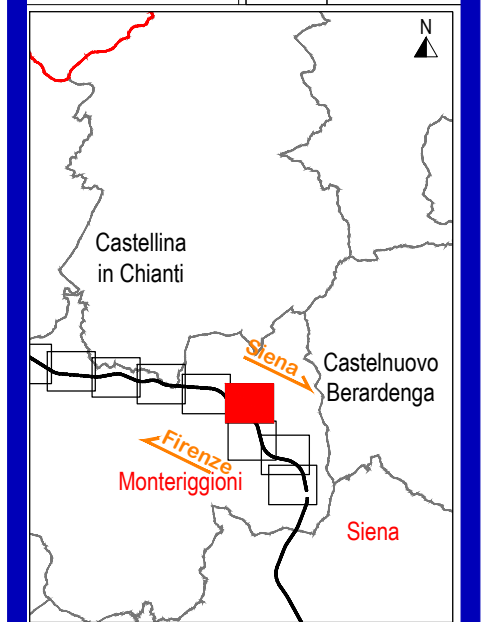 N
Castellina
in Chianti
Siena
Castelnuovo
Berardenga
Firenze
Monteriggioni
Siena